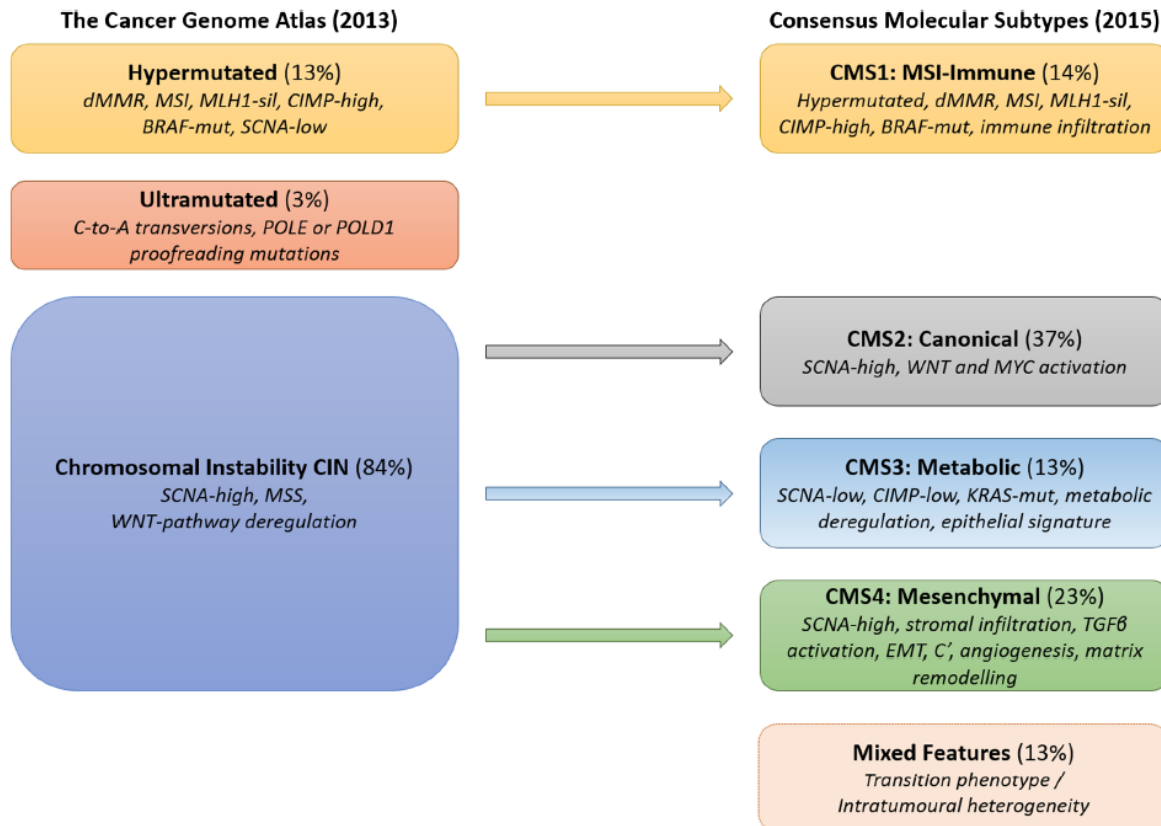 The Cancer Genome Atlas (2013)
Hypermutated (13%)
dMMR, MSI, MLH1-sil, CIMP-high,
BRAF-mut, SCNA-low
Ultramutated (3%)
C-to-A transversions, POLE or POLD1
proofreading mutations
Chromosomal Instability CIN (84%)
SCNA-high, MSS,
WNT-pathway deregulation
Consensus Molecular Subtypes (2015)
CMS1: MSI-Immune (14%)
Hypermutated, dMMR, MSI, MLH1-sil,
CIMP-high, BRAF-mut, immune infiltration
CMS2: Canonical (37%)
SCNA-high, WNT and MYC activation
CMS3: Metabolic (13%)
SCNA-low, CIMP-low, KRAS-mut, metabolic
deregulation, epithelial signature
CMS4: Mesenchymal (23%)
SCNA-high, stromal infiltration, TGFβ
activation, EMT, C’, angiogenesis, matrix
remodelling
Mixed Features (13%)
Transition phenotype /
Intratumoural heterogeneity